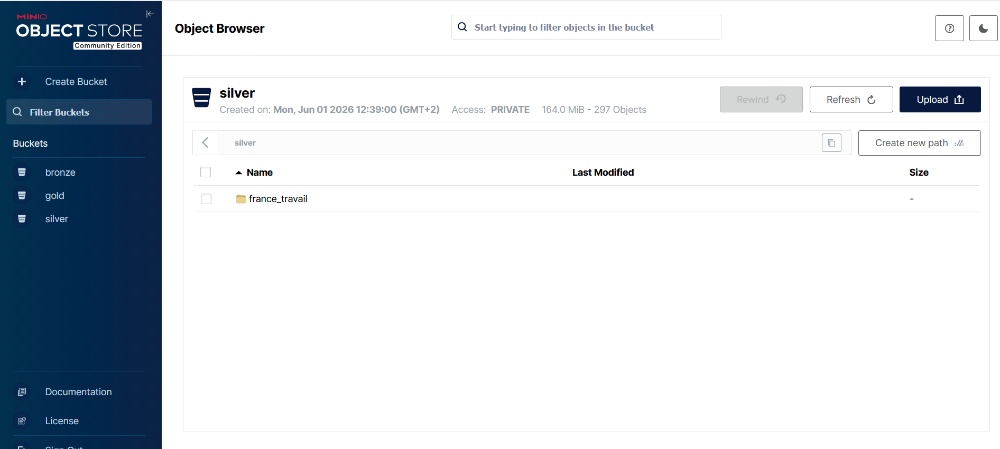 MINIO
OBJECT STORE
Community Edition
Create Bucket
Filter Buckets
Buckets
bronze
gold
silver
Documentation
License
Sign Out
Object Browser
Start typing to filter objects in the bucket
silver
Created on: Mon, Jun 01 2026 12:39:00 (GMT+2) Access: PRIVATE 164.0 MiB - 297 Objects
Rewind Refresh Upload
silver
Create new path
Name Last Modified Size
france_travail -